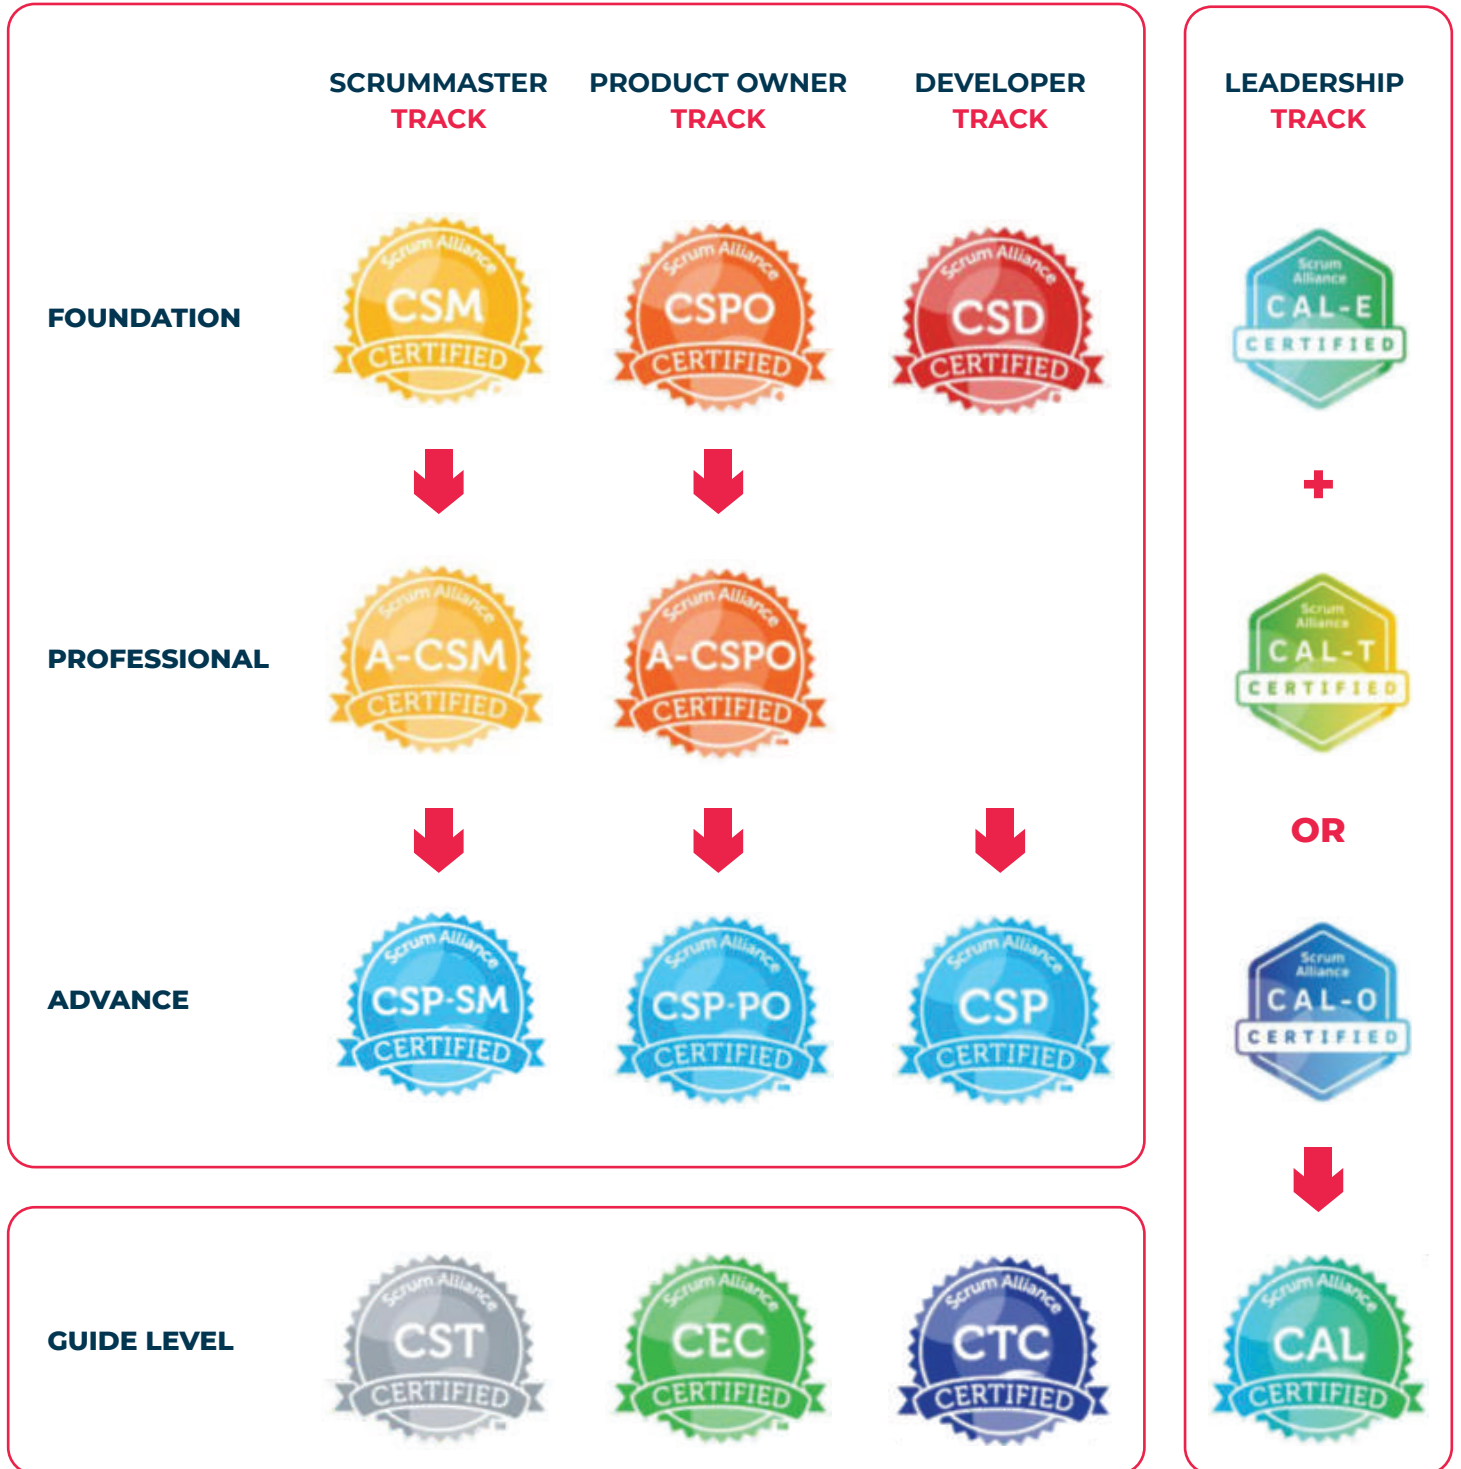 SCRUMMASTER
TRACK
PRODUCT OWNER
TRACK
DEVELOPER
TRACK
LEADERSHIP
TRACK
FOUNDATION
Scrum Alliance
CSM
CERTIFIED
Scrum Alliance
CSPO
CERTIFIED
Scrum Alliance
CSD
CERTIFIED
Scrum
Alliance
CAL-E
CERTIFIED
+
PROFESSIONAL
Scrum Alliance
A-CSM
CERTIFIED
Scrum Alliance
A-CSPO
CERTIFIED
Scrum
Alliance
CAL-T
CERTIFIED
OR
ADVANCE
Scrum Alliance
CSP-SM
CERTIFIED
Scrum Alliance
CSP-PO
CERTIFIED
Scrum Alliance
CSP
CERTIFIED
Scrum
Alliance
CAL-O
CERTIFIED
GUIDE LEVEL
Scrum Alliance
CST
CERTIFIED
Scrum Alliance
CEC
CERTIFIED
Scrum Alliance
CTC
CERTIFIED
Scrum Alliance
CAL
CERTIFIED